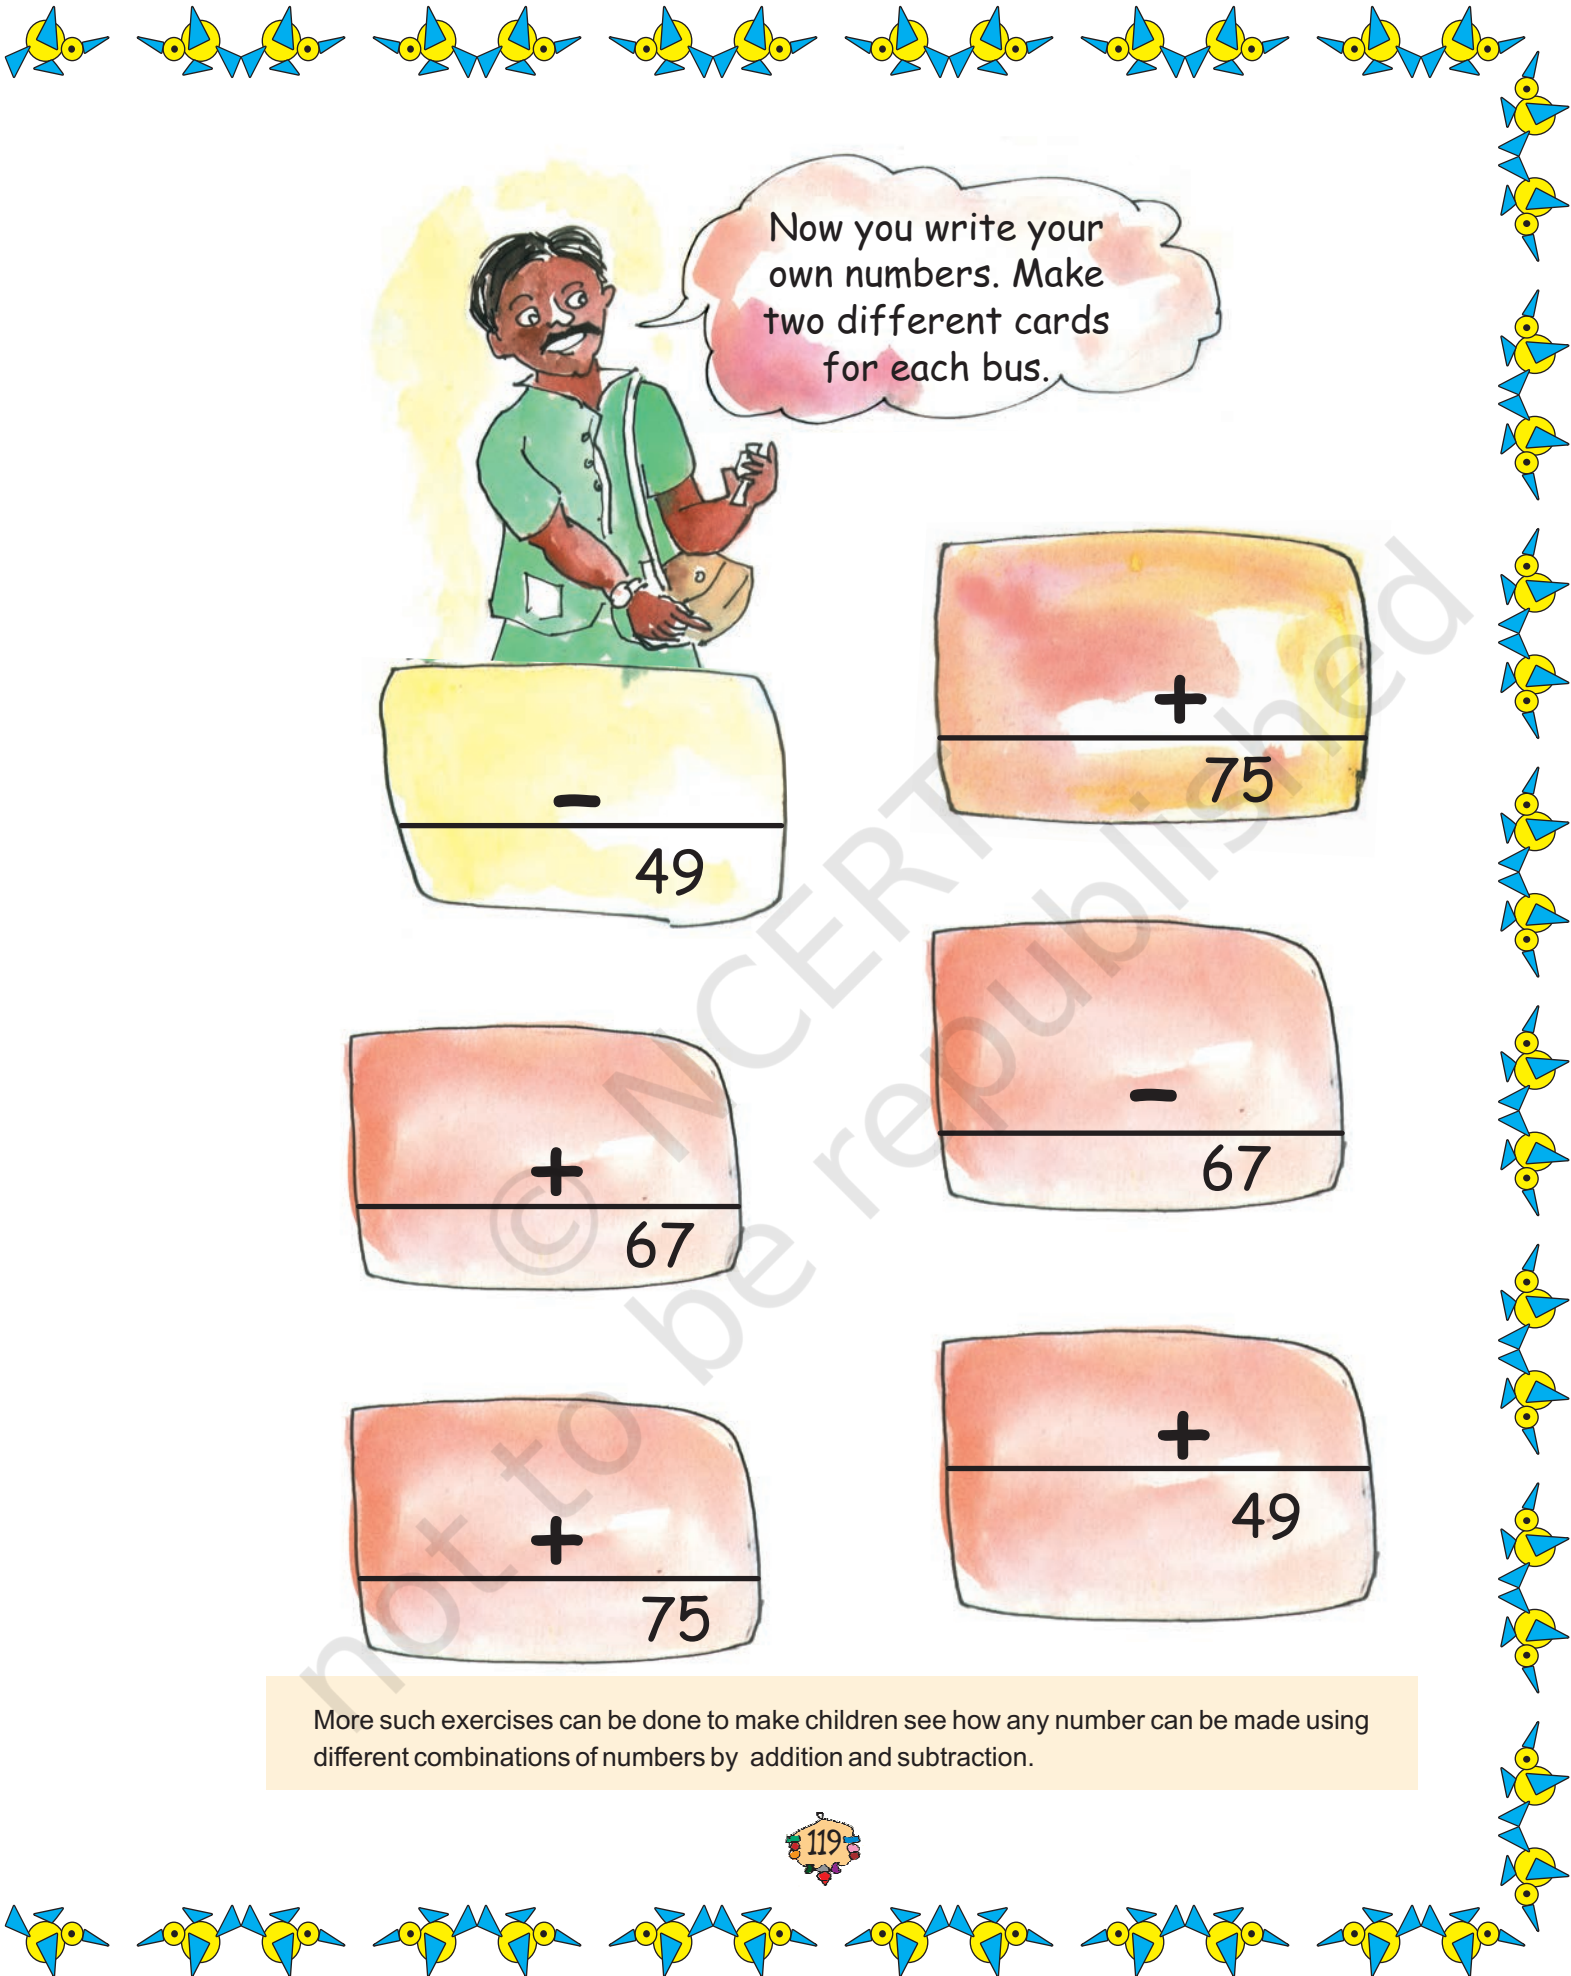 Now you write your
own numbers. Make
two different cards
for each bus.
+
75
-
49
-
67
+
67
+
49
+
75
© NCERT
not to be republished
More such exercises can be done to make children see how any number can be made using
different combinations of numbers by addition and subtraction.
119